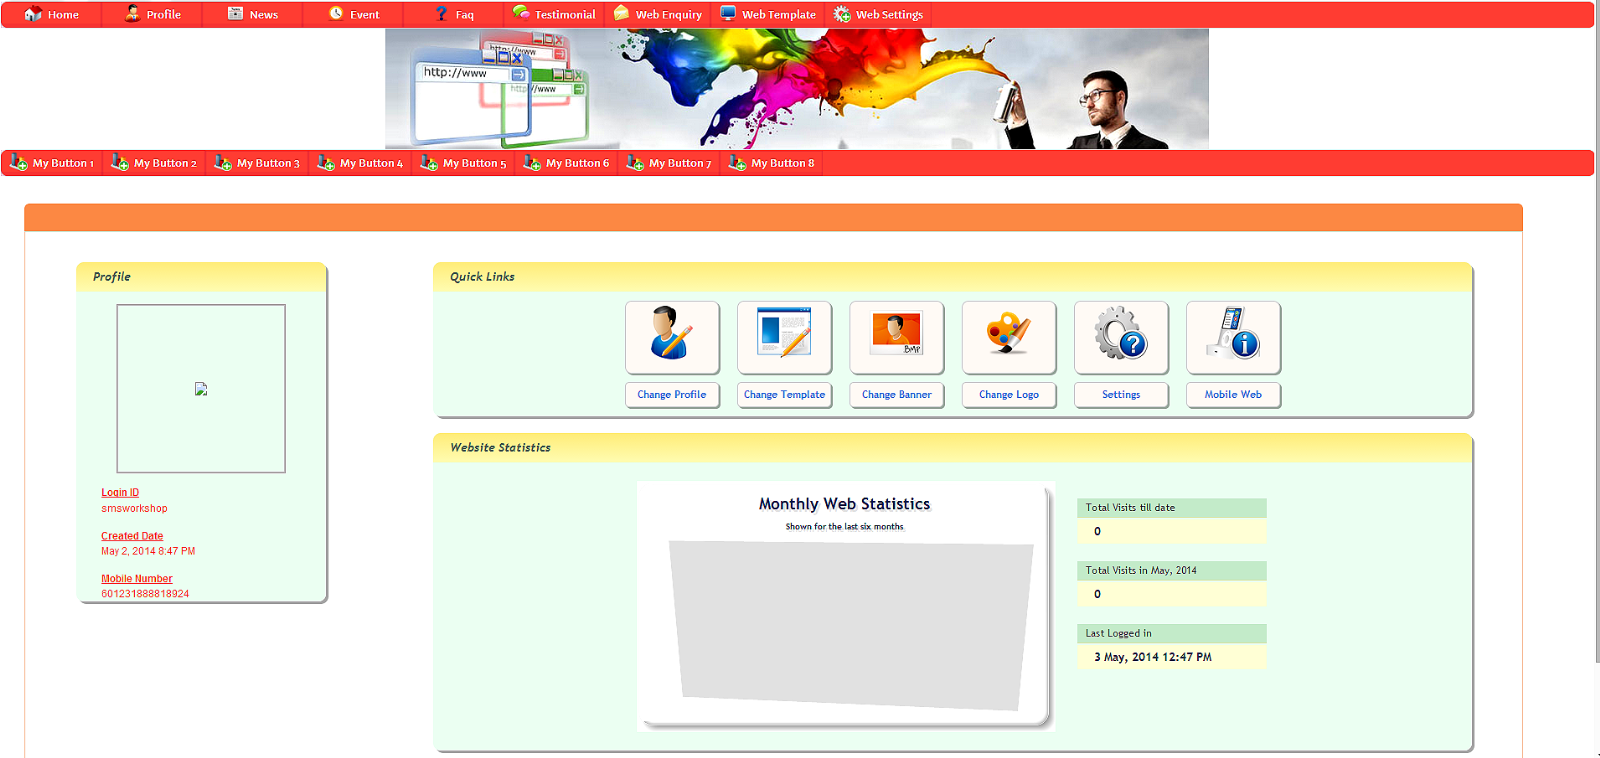 Home Profile News Event Faq Testimonial Web Enquiry Web Template Web Settings
http://www
http://www
http://www
My Button 1 My Button 2 My Button 3 My Button 4 My Button 5 My Button 6 My Button 7 My Button 8
Profile
Login ID
smsworkshop
Created Date
May 2, 2014 8:47 PM
Mobile Number
601231888818924
Quick Links
BMP
Change Profile Change Template Change Banner Change Logo Settings Mobile Web
Website Statistics
Monthly Web Statistics
Shown for the last six months
Total Visits till date
0
Total Visits in May, 2014
0
Last Logged in
3 May, 2014 12:47 PM